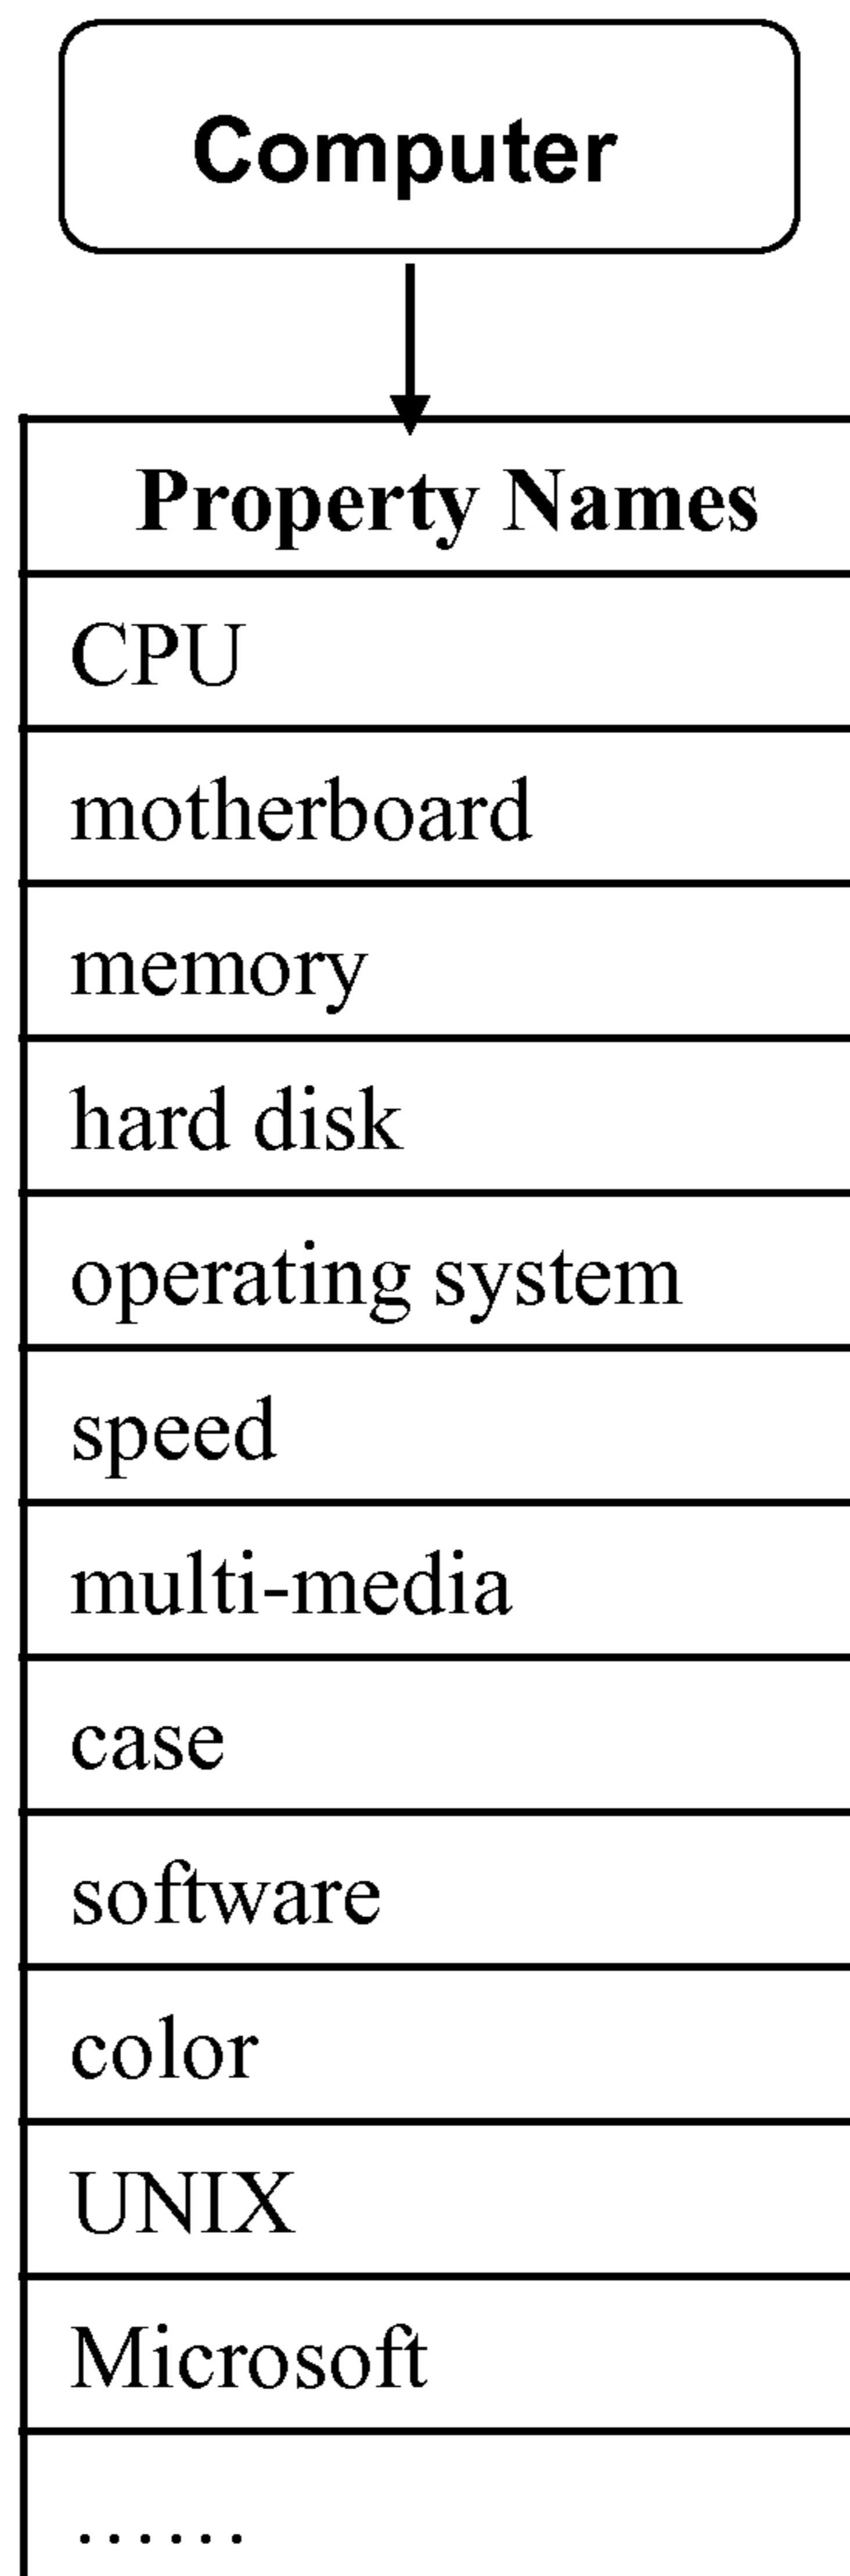 Computer
Property Names
CPU
motherboard
memory
hard disk
operating system
speed
multi-media
case
software
color
UNIX
Microsoft
......